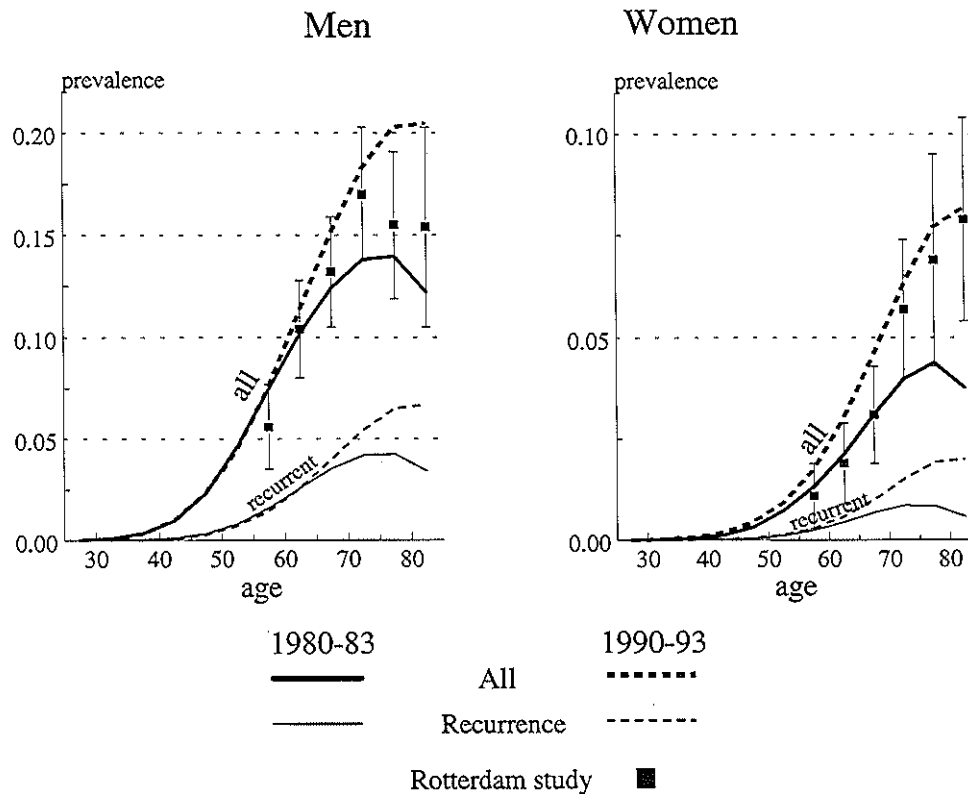 Men
prevalence
0.20
0.15
0.10
0.05
0.00
all
recurrent
30 40 50 60 70 80
age
Women
prevalence
0.10
0.05
0.00
all
recurrent
30 40 50 60 70 80
age
1980-83 1990-93
All
Recurrence
Rotterdam study